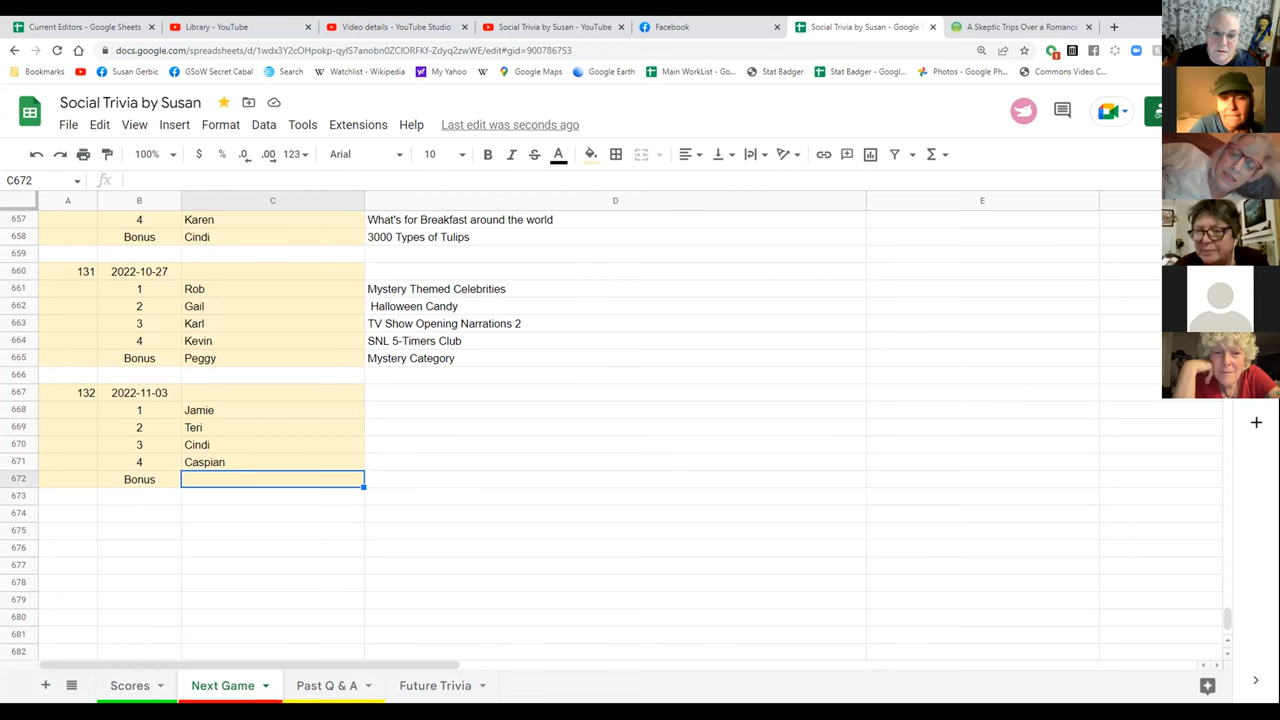 Current Editors - Google Sheets
Library - YouTube
Video details - YouTube Studio
Social Trivia by Susan - YouTube
Facebook
Social Trivia by Susan - Google
A Skeptic Trips Over a Romance
docs.google.com/spreadsheets/d/1wdx3Y2cOHpokp-qyIS7anobn0ZClORFKf-Zdyq2zwWE/edit#gid=900786753
Bookmarks
Susan Gerbic
GSoW Secret Cabal
Search
Watchlist - Wikipedia
My Yahoo
Google Maps
Google Earth
Main WorkList - Go...
Stat Badger
Stat Badger - Googl...
Photos - Google Ph...
Commons Video C...
Social Trivia by Susan
File Edit View Insert Format Data Tools Extensions Help Last edit was seconds ago
100% $ % .0 .00 123 Arial 10 B I S A
C672 fx
A B C D E
657 4 Karen What's for Breakfast around the world
658 Bonus Cindi 3000 Types of Tulips
659
660 131 2022-10-27
661 1 Rob Mystery Themed Celebrities
662 2 Gail Halloween Candy
663 3 Karl TV Show Opening Narrations 2
664 4 Kevin SNL 5-Timers Club
665 Bonus Peggy Mystery Category
666
667 132 2022-11-03
668 1 Jamie
669 2 Teri
670 3 Cindi
671 4 Caspian
672 Bonus
673
674
675
676
677
678
679
680
681
682
Scores Next Game Past Q & A Future Trivia